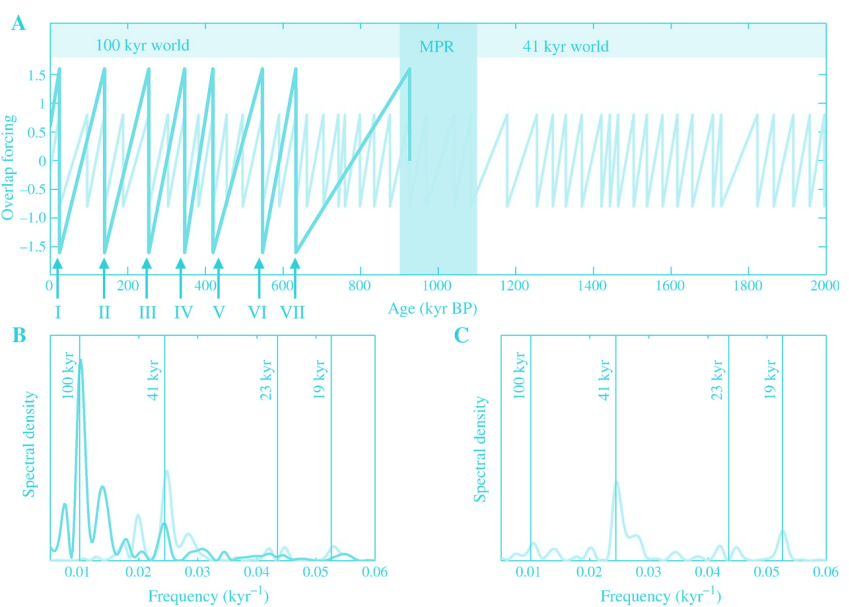 A
100 kyr world
MPR
41 kyr world
Overlap forcing
1.5
1
0.5
0
−0.5
−1.0
−1.5
0 200 400 600 800 1000 1200 1400 1600 1800 2000
I II III IV V VI VII
Age (kyr BP)
B
100 kyr
41 kyr
23 kyr
19 kyr
Spectral density
0.01 0.02 0.03 0.04 0.05 0.06
Frequency (kyr−1)
C
100 kyr
41 kyr
23 kyr
19 kyr
Spectral density
0.01 0.02 0.03 0.04 0.05 0.06
Frequency (kyr−1)